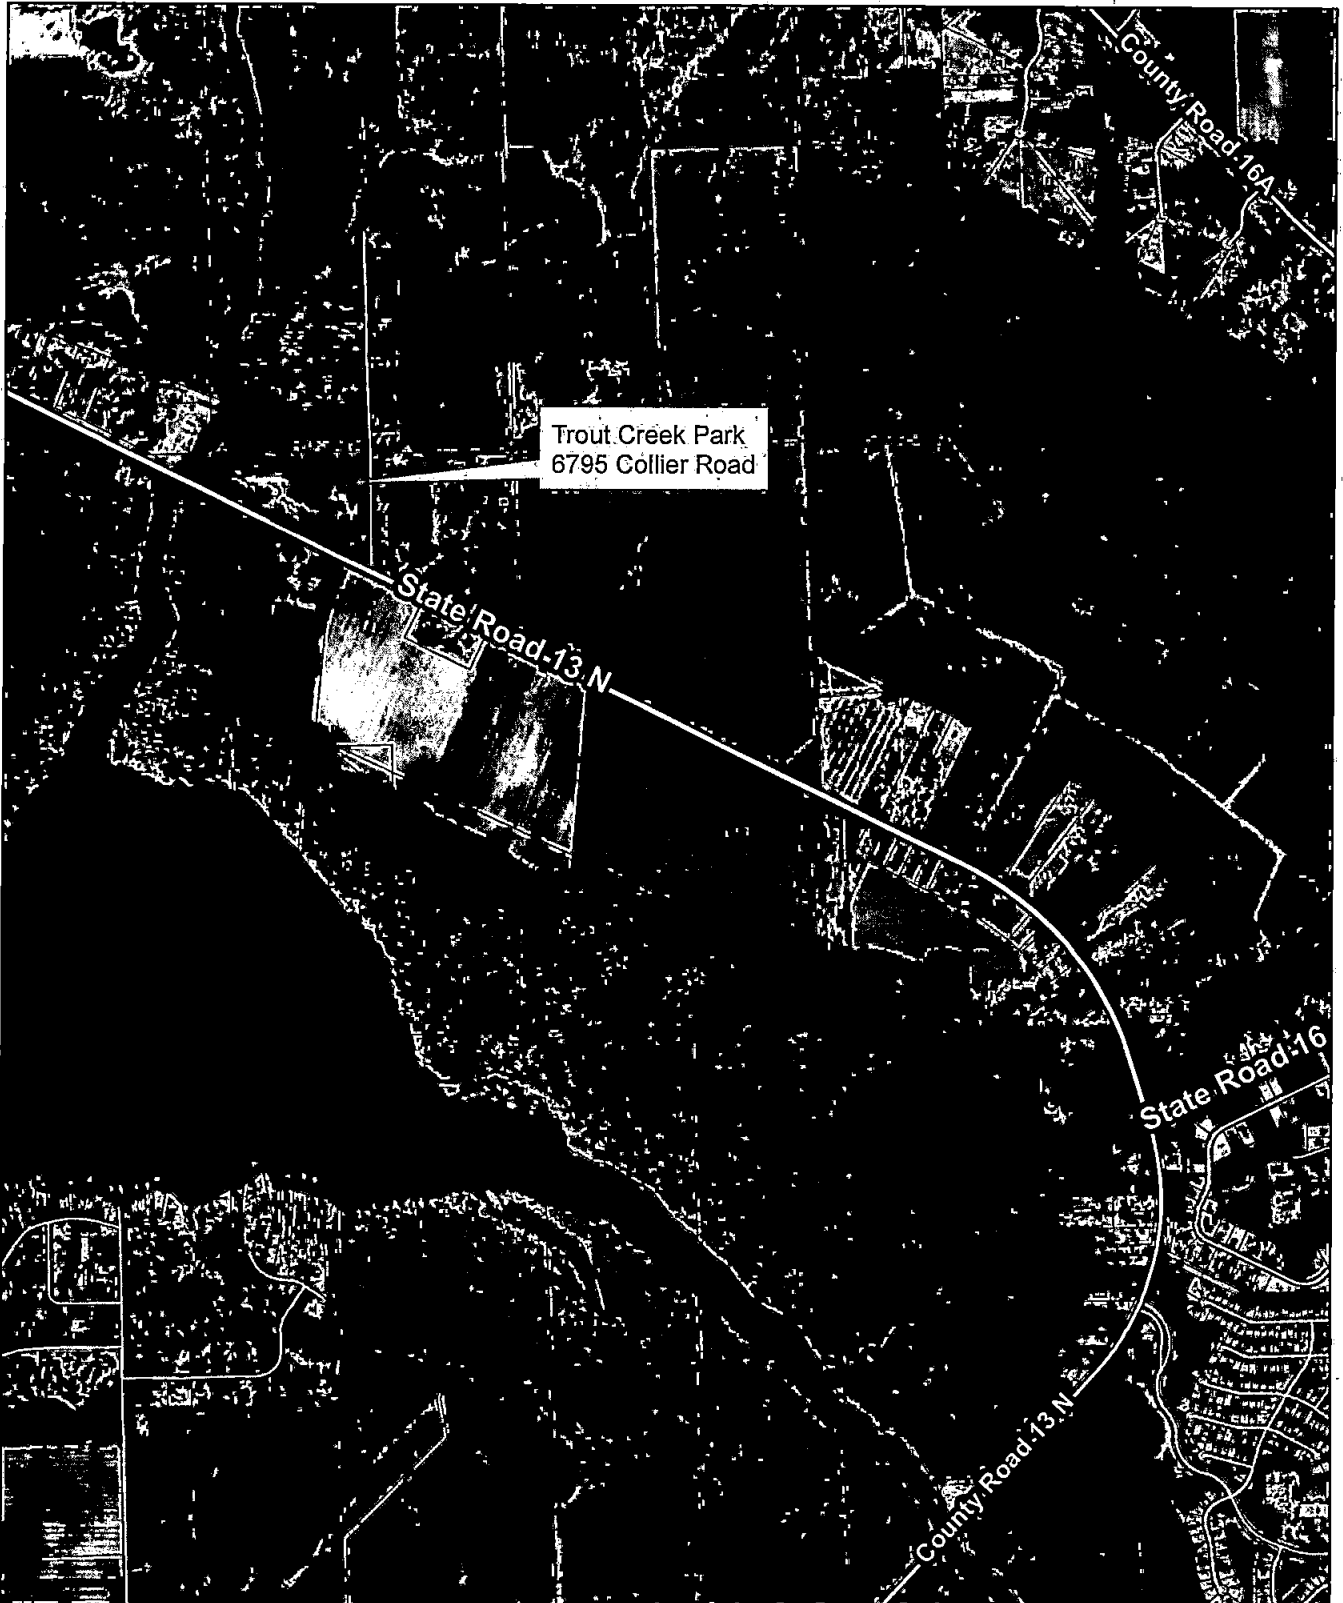 County Road 16A
Trout Creek Park
6795 Collier Road
State Road 13 N
State Road 16
County Road 13 N